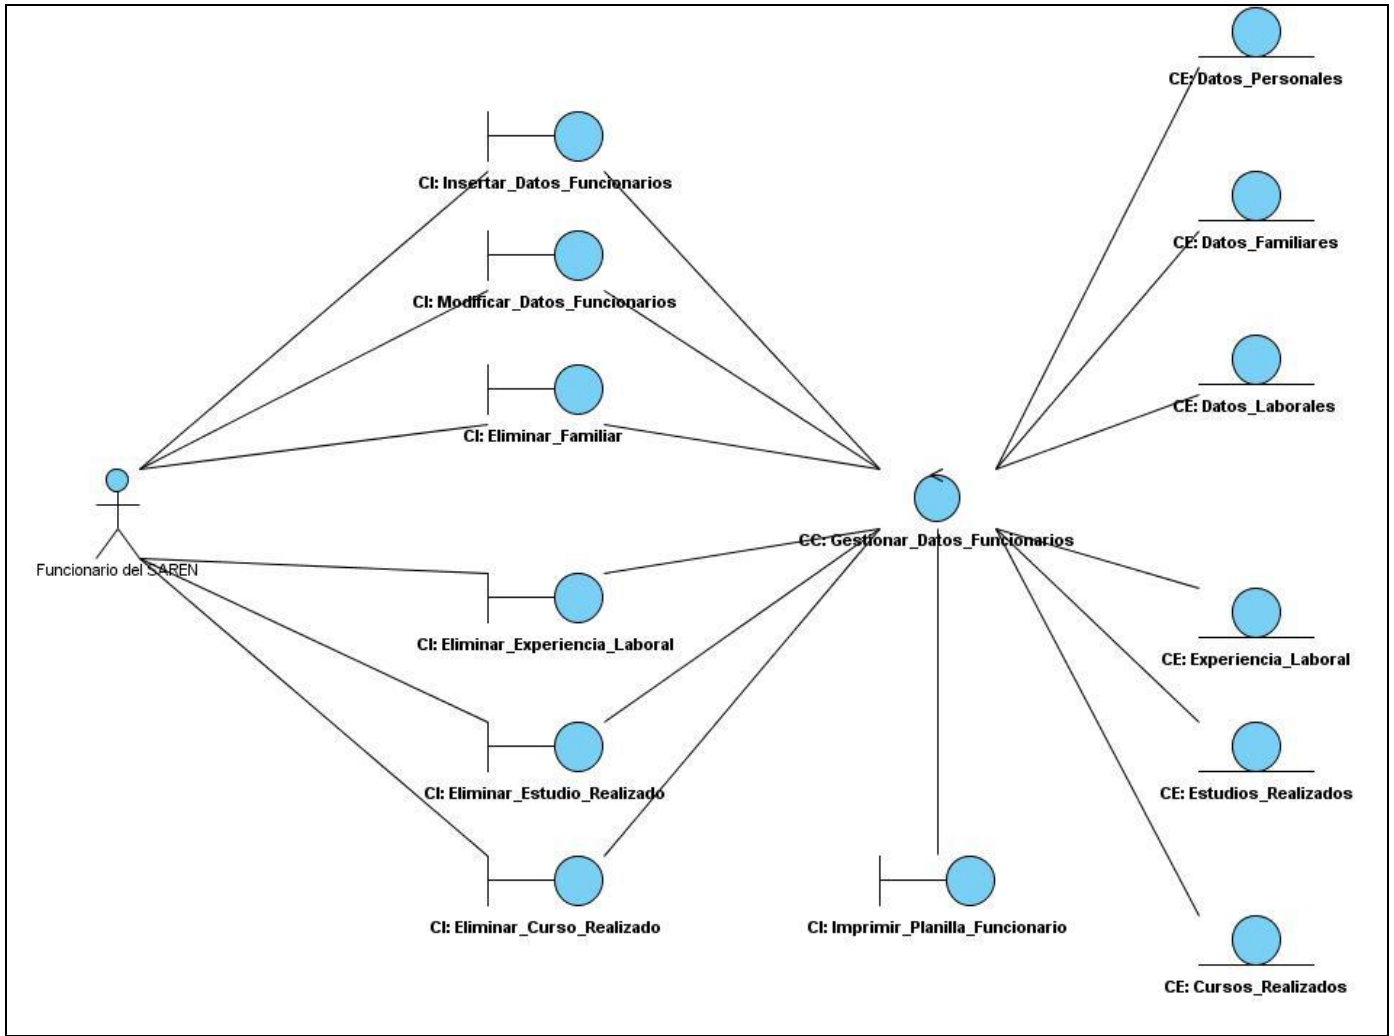 CE: Datos_Personales
CI: Insertar_Datos_Funcionarios
CE: Datos_Familiares
CI: Modificar_Datos_Funcionarios
CE: Datos_Laborales
CI: Eliminar_Familiar
CC: Gestionar_Datos_Funcionarios
Funcionario del SAREN
CI: Eliminar_Experiencia_Laboral
CE: Experiencia_Laboral
CI: Eliminar_Estudio_Realizado
CE: Estudios_Realizados
CI: Eliminar_Curso_Realizado
CI: Imprimir_Planilla_Funcionario
CE: Cursos_Realizados